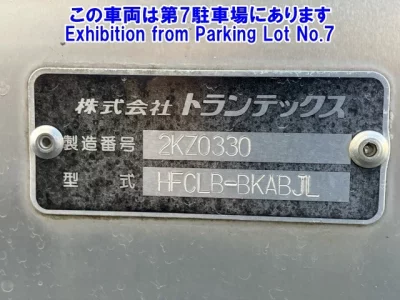 この車両は第7駐車場にあります
Exhibition from Parking Lot No.7
株式会社 トランテックス
製造番号 2KZ0330
型式 HFCLB-BKABJL